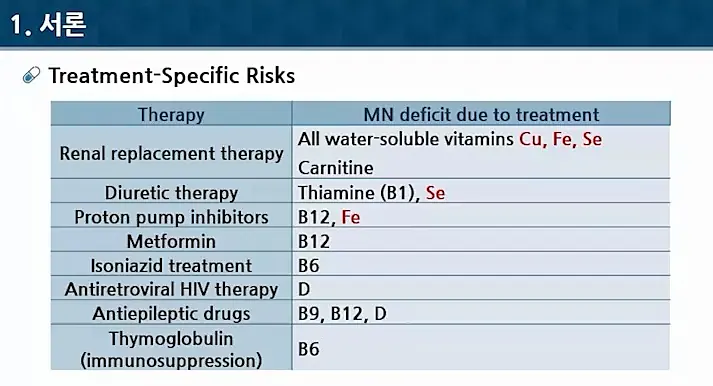 1. 서론
Treatment-Specific Risks
Therapy MN deficit due to treatment
Renal replacement therapy All water-soluble vitamins Cu, Fe, Se
Carnitine
Diuretic therapy Thiamine (B1), Se
Proton pump inhibitors B12, Fe
Metformin B12
Isoniazid treatment B6
Antiretroviral HIV therapy D
Antiepileptic drugs B9, B12, D
Thymoglobulin
(immunosuppression) B6